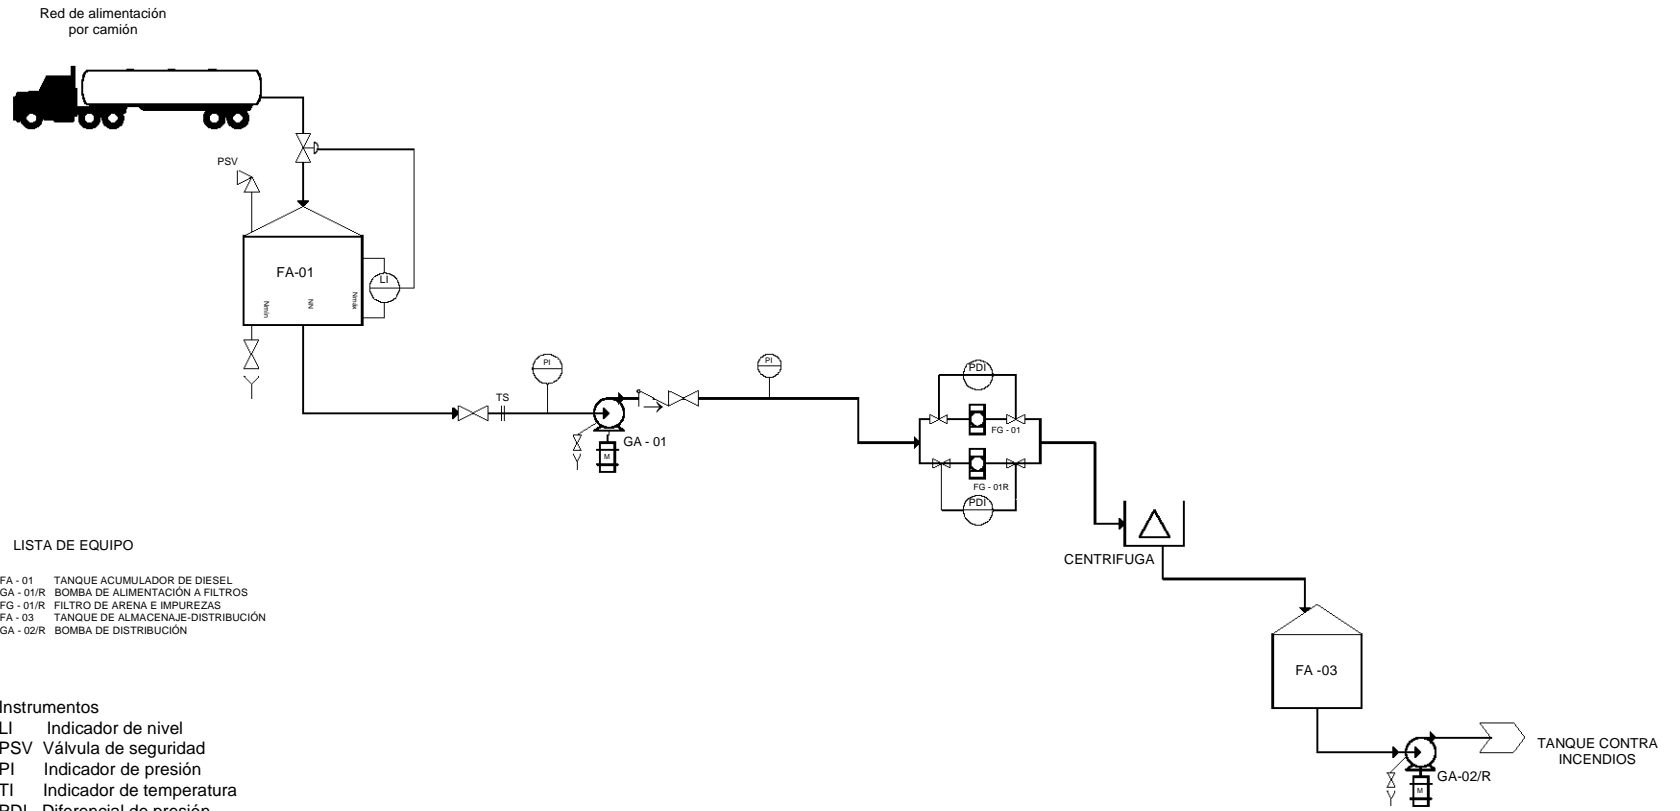 Red de alimentación
por camión
PSV
FA-01
LI
Nmin
NN
Nmáx
PI
TS
GA - 01
M
PI
PDI
FG - 01
FG - 01R
PDI
CENTRIFUGA
FA -03
GA-02/R
M
TANQUE CONTRA
INCENDIOS
LISTA DE EQUIPO
FA - 01 TANQUE ACUMULADOR DE DIESEL
GA - 01/R BOMBA DE ALIMENTACIÓN A FILTROS
FG - 01/R FILTRO DE ARENA E IMPUREZAS
FA - 03 TANQUE DE ALMACENAJE-DISTRIBUCIÓN
GA - 02/R BOMBA DE DISTRIBUCIÓN
Instrumentos
LI Indicador de nivel
PSV Válvula de seguridad
PI Indicador de presión
TI Indicador de temperatura
PDI Diferencial de presión